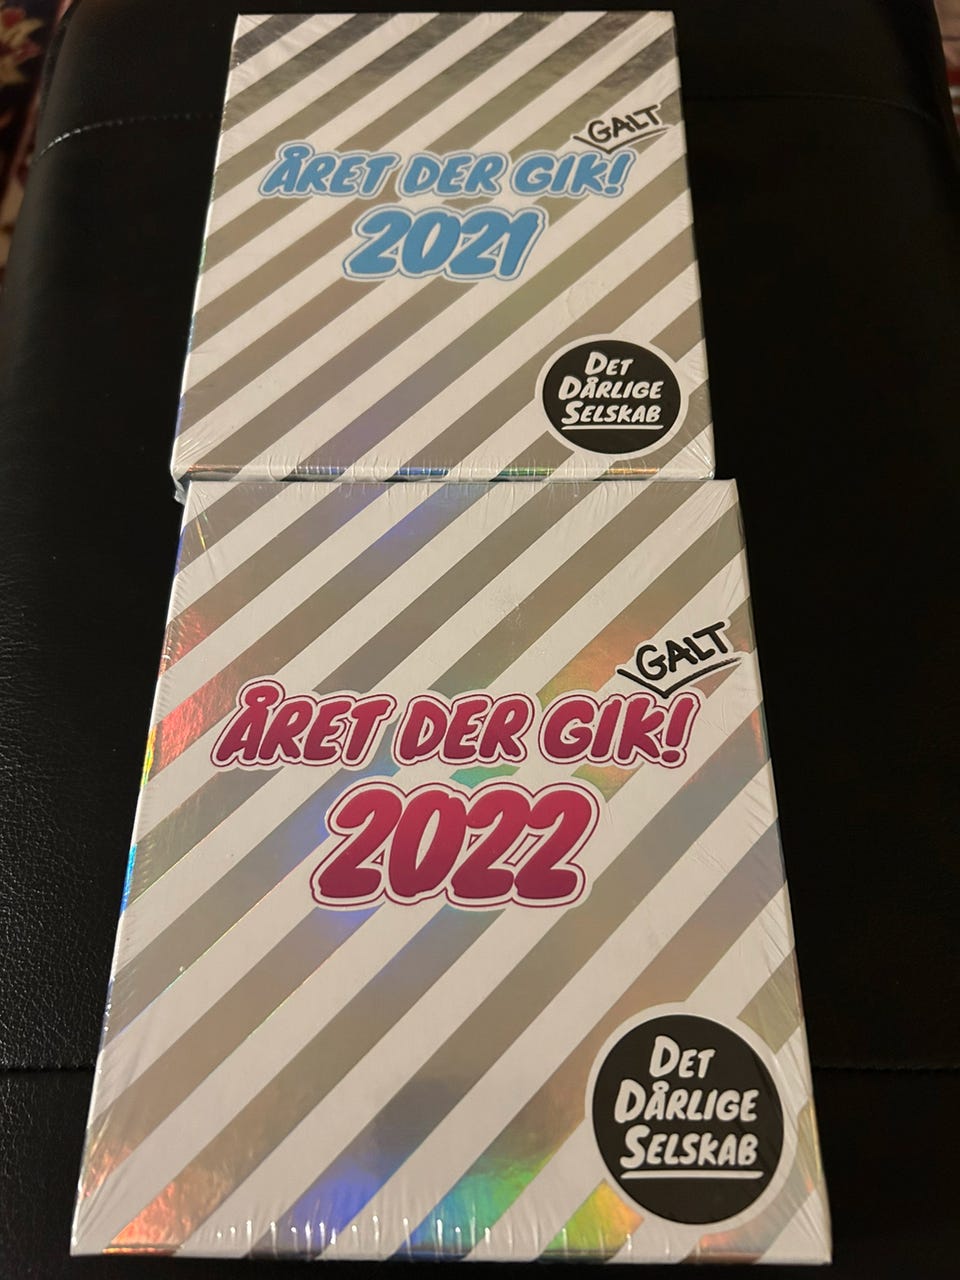 GALT
ÅRET DER GIK!
2021
DET
DÅRLIGE
SELSKAB
GALT
ÅRET DER GIK!
2022
DET
DÅRLIGE
SELSKAB